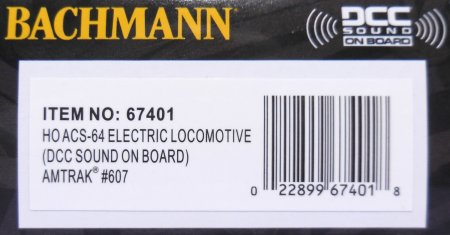 BACHMANN
DCC
SOUND
ON BOARD
ITEM NO: 67401
HO ACS-64 ELECTRIC LOCOMOTIVE
(DCC SOUND ON BOARD)
AMTRAK® #607
0 22899 67401 8